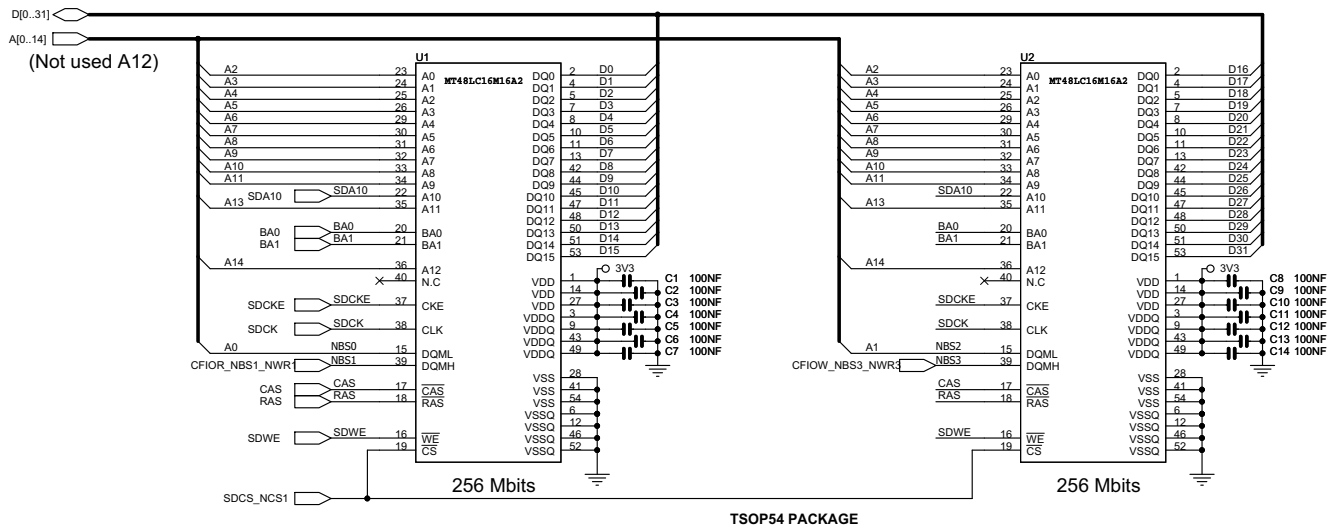 D[0..31]
A[0..14]
(Not used A12)
U1
MT48LC16M16A2
A2 23 A0 DQ0 2 D0
A3 24 A1 DQ1 4 D1
A4 25 A2 DQ2 5 D2
A5 26 A3 DQ3 7 D3
A6 29 A4 DQ4 8 D4
A7 30 A5 DQ5 10 D5
A8 31 A6 DQ6 11 D6
A9 32 A7 DQ7 13 D7
A10 33 A8 DQ8 42 D8
A11 34 A9 DQ9 44 D9
SDA10 SDA10 22 A10 DQ10 45 D10
A13 35 A11 DQ11 47 D11
DQ12 48 D12
BA0 BA0 20 BA0 DQ13 50 D13
BA1 BA1 21 BA1 DQ14 51 D14
DQ15 53 D15
A14 36 A12
3V3
40 N.C VDD 1 C1 100NF
VDD 14 C2 100NF
SDCKE SDCKE 37 CKE VDD 27 C3 100NF
VDDQ 3 C4 100NF
SDCK SDCK 38 CLK VDDQ 9 C5 100NF
VDDQ 43 C6 100NF
A0 NBS0 15 DQML VDDQ 49 C7 100NF
CFIOR_NBS1_NWR1 NBS1 39 DQMH
VSS 28
CAS CAS 17 CAS VSS 41
RAS RAS 18 RAS VSS 54
VSSQ 6
VSSQ 12
SDWE SDWE 16 WE VSSQ 46
19 CS VSSQ 52
256 Mbits
SDCS_NCS1
U2
MT48LC16M16A2
A2 23 A0 DQ0 2 D16
A3 24 A1 DQ1 4 D17
A4 25 A2 DQ2 5 D18
A5 26 A3 DQ3 7 D19
A6 29 A4 DQ4 8 D20
A7 30 A5 DQ5 10 D21
A8 31 A6 DQ6 11 D22
A9 32 A7 DQ7 13 D23
A10 33 A8 DQ8 42 D24
A11 34 A9 DQ9 44 D25
SDA10 22 A10 DQ10 45 D26
A13 35 A11 DQ11 47 D27
DQ12 48 D28
BA0 20 BA0 DQ13 50 D29
BA1 21 BA1 DQ14 51 D30
DQ15 53 D31
A14 36 A12
3V3
40 N.C VDD 1 C8 100NF
VDD 14 C9 100NF
SDCKE 37 CKE VDD 27 C10 100NF
VDDQ 3 C11 100NF
SDCK 38 CLK VDDQ 9 C12 100NF
VDDQ 43 C13 100NF
A1 NBS2 15 DQML VDDQ 49 C14 100NF
CFIOW_NBS3_NWR3 NBS3 39 DQMH
VSS 28
CAS 17 CAS VSS 41
RAS 18 RAS VSS 54
VSSQ 6
VSSQ 12
SDWE 16 WE VSSQ 46
19 CS VSSQ 52
256 Mbits
TSOP54 PACKAGE